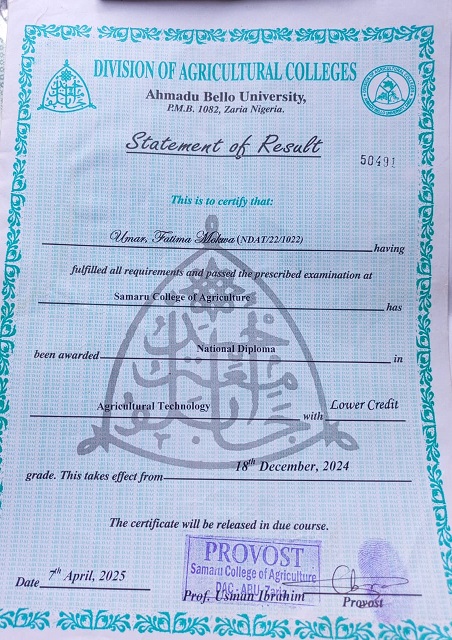 DIVISION OF AGRICULTURAL COLLEGES
Ahmadu Bello University,
P.M.B. 1082, Zaria Nigeria.
Statement of Result
50491
This is to certify that:
Umar, Fatima Mokwa (NDAT/22/1022) having
fulfilled all requirements and passed the prescribed examination at
Samaru College of Agriculture has
been awarded National Diploma in
Agricultural Technology with Lower Credit
grade. This takes effect from 18th December, 2024
The certificate will be released in due course.
PROVOST
Samaru College of Agriculture
DAC - ABU, Zaria
Date 7th April, 2025
Prof. Usman Ibrahim
Provost